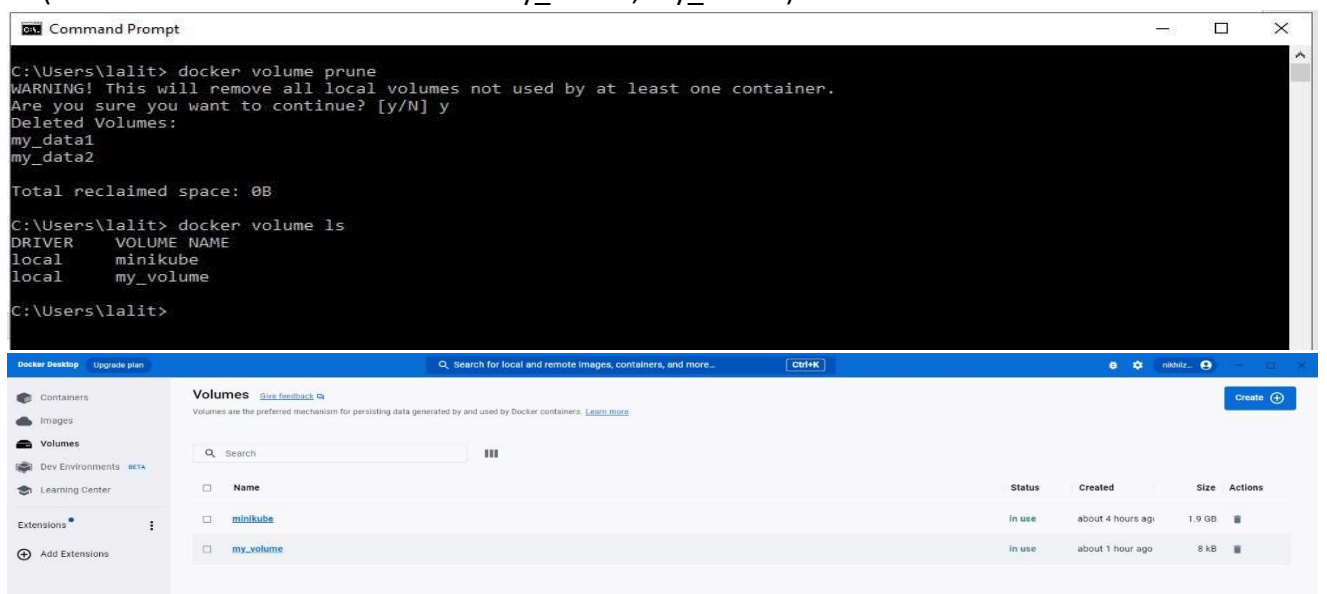 Command Prompt
C:\Users\lalit> docker volume prune
WARNING! This will remove all local volumes not used by at least one container.
Are you sure you want to continue? [y/N] y
Deleted Volumes:
my_data1
my_data2
Total reclaimed space: 0B
C:\Users\lalit> docker volume ls
DRIVER VOLUME NAME
local minikube
local my_volume
C:\Users\lalit>
Docker Desktop Upgrade plan Search for local and remote images, containers, and more... Ctrl+K nikhilz...
Containers
Images
Volumes
Dev Environments BETA
Learning Center
Extensions
Add Extensions
Volumes Give feedback
Create
Volumes are the preferred mechanism for persisting data generated by and used by Docker containers. Learn more
Search
Name Status Created Size Actions
minikube in use about 4 hours ago 1.9 GB
my_volume in use about 1 hour ago 8 kB